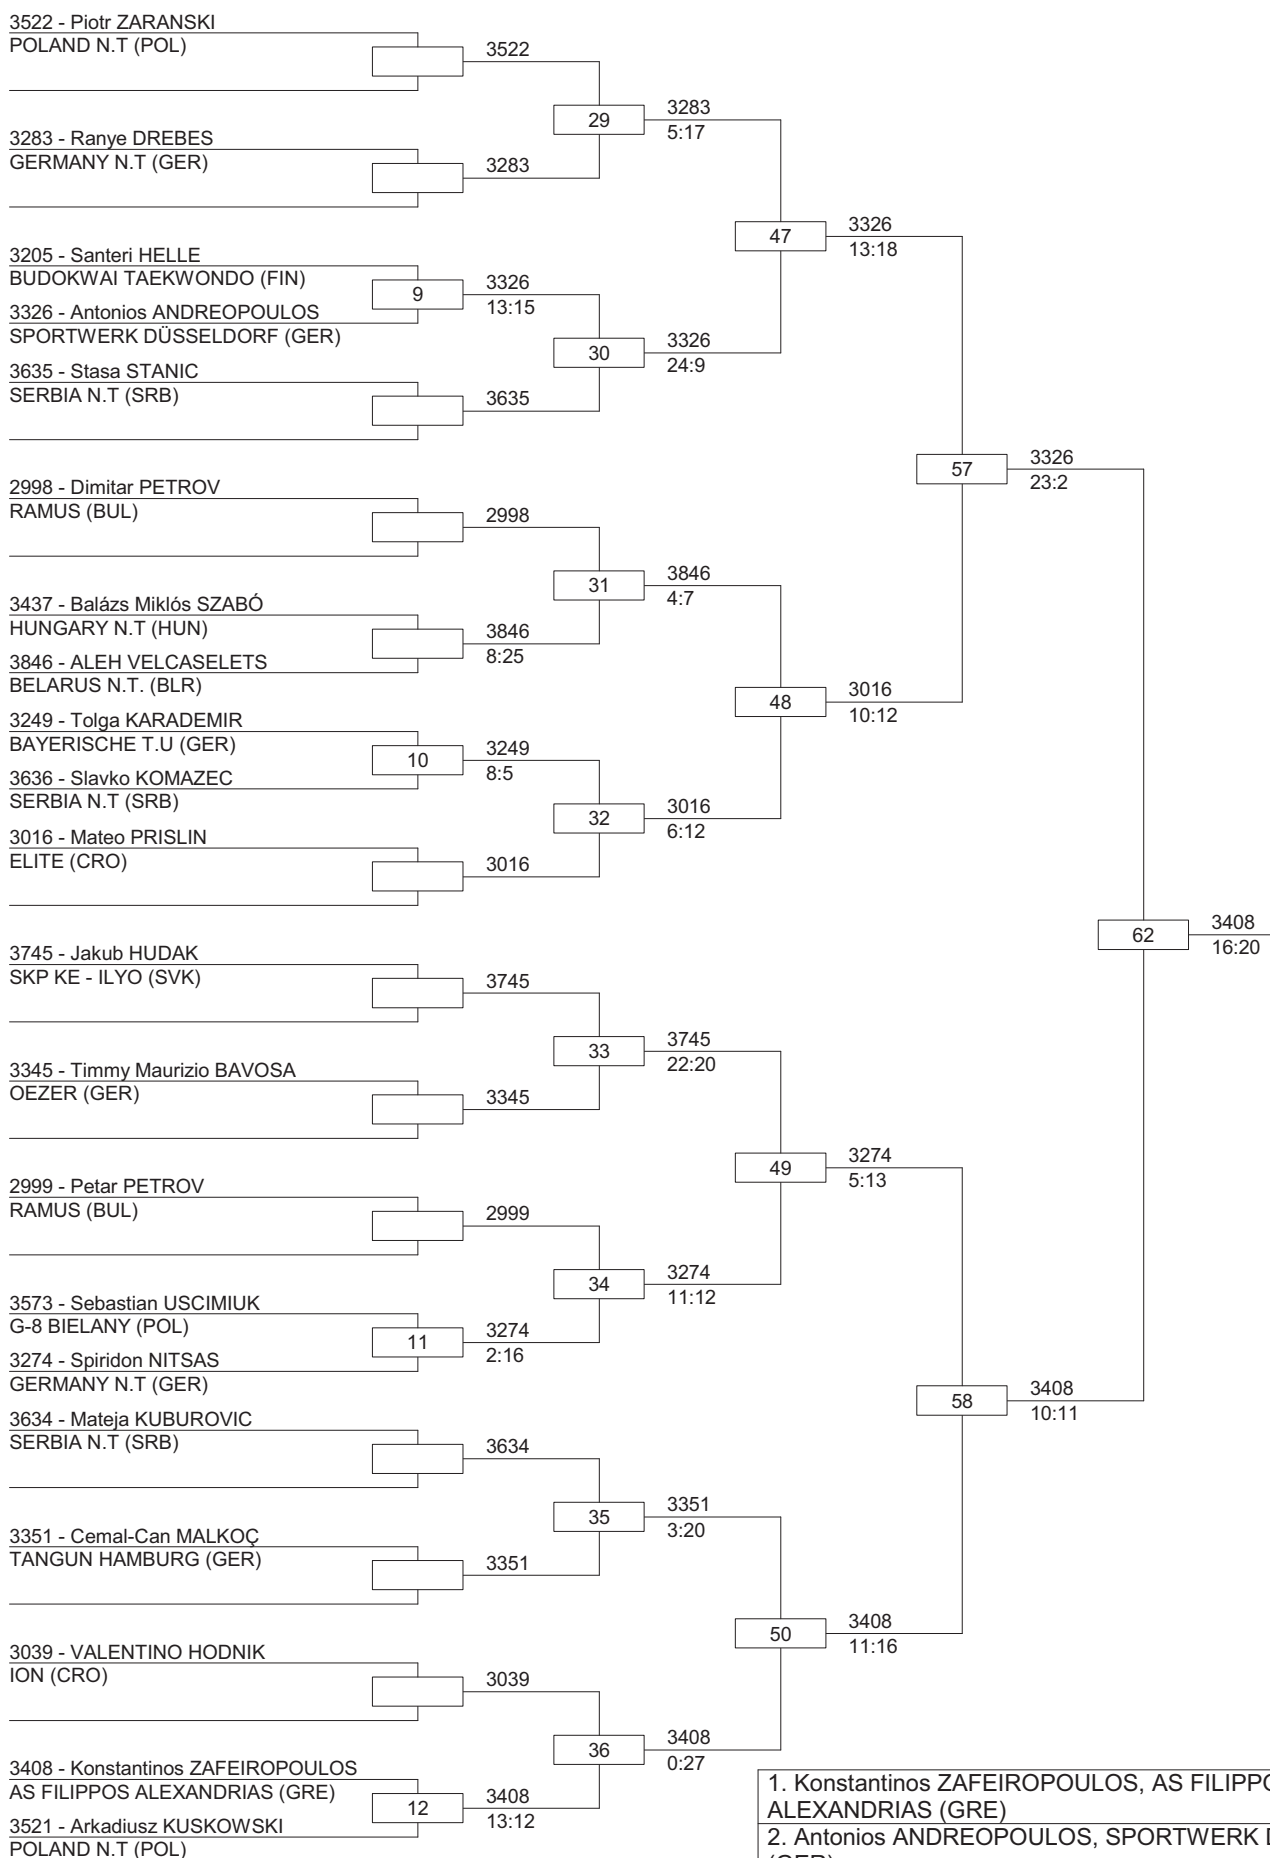 3522 - Piotr ZARANSKI
POLAND N.T (POL)
3522
29
3283
5:17
3283 - Ranye DREBES
GERMANY N.T (GER)
3283
47
3326
13:18
3205 - Santeri HELLE
BUDOKWAI TAEKWONDO (FIN)
9
3326
13:15
3326 - Antonios ANDREOPOULOS
SPORTWERK DÜSSELDORF (GER)
30
3326
24:9
3635 - Stasa STANIC
SERBIA N.T (SRB)
3635
57
3326
23:2
2998 - Dimitar PETROV
RAMUS (BUL)
2998
31
3846
4:7
3437 - Balázs Miklós SZABÓ
HUNGARY N.T (HUN)
3846
8:25
3846 - ALEH VELCASELETS
BELARUS N.T. (BLR)
48
3016
10:12
3249 - Tolga KARADEMIR
BAYERISCHE T.U (GER)
10
3249
8:5
3636 - Slavko KOMAZEC
SERBIA N.T (SRB)
32
3016
6:12
3016 - Mateo PRISLIN
ELITE (CRO)
3016
62
3408
16:20
3745 - Jakub HUDAK
SKP KE - ILYO (SVK)
3745
33
3745
22:20
3345 - Timmy Maurizio BAVOSA
OEZER (GER)
3345
49
3274
5:13
2999 - Petar PETROV
RAMUS (BUL)
2999
34
3274
11:12
3573 - Sebastian USCIMIUK
G-8 BIELANY (POL)
11
3274
2:16
3274 - Spiridon NITSAS
GERMANY N.T (GER)
58
3408
10:11
3634 - Mateja KUBUROVIC
SERBIA N.T (SRB)
3634
35
3351
3:20
3351 - Cemal-Can MALKOÇ
TANGUN HAMBURG (GER)
3351
50
3408
11:16
3039 - VALENTINO HODNIK
ION (CRO)
3039
36
3408
0:27
3408 - Konstantinos ZAFEIROPOULOS
AS FILIPPOS ALEXANDRIAS (GRE)
12
3408
13:12
3521 - Arkadiusz KUSKOWSKI
POLAND N.T (POL)
1. Konstantinos ZAFEIROPOULOS, AS
ALEXANDRIAS (GRE)
2. Antonios ANDREOPOULOS, SPORTWERK